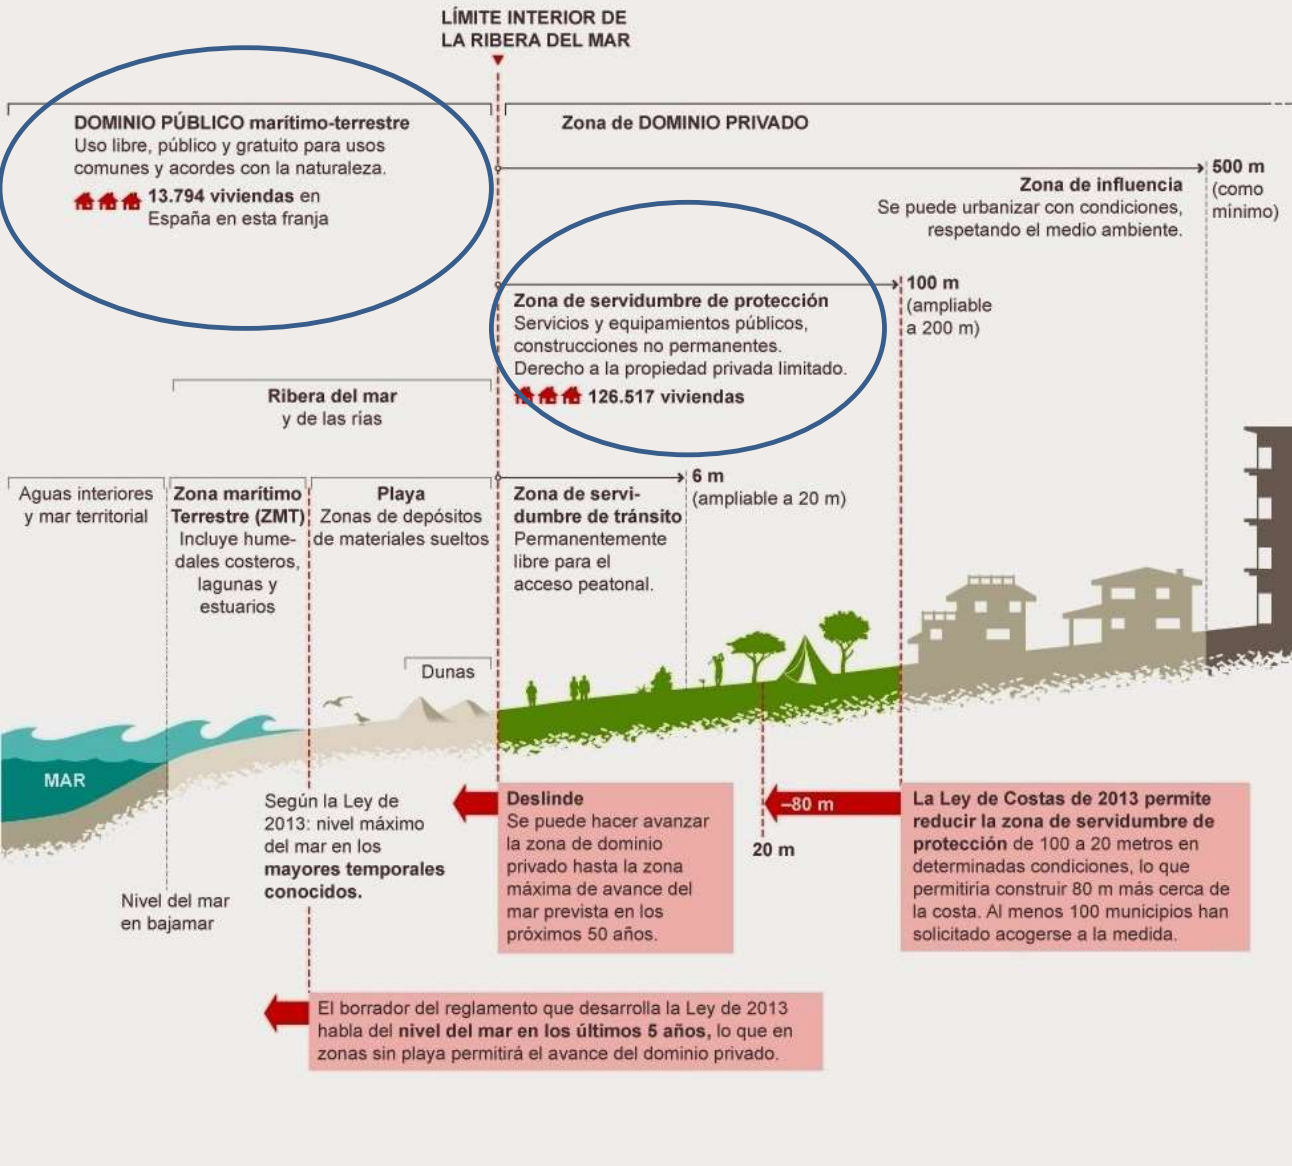 LÍMITE INTERIOR DE
LA RIBERA DEL MAR
DOMINIO PÚBLICO marítimo-terrestre
Uso libre, público y gratuito para usos
comunes y acordes con la naturaleza.
13.794 viviendas en
España en esta franja
Zona de DOMINIO PRIVADO
500 m
(como
mínimo)
Zona de influencia
Se puede urbanizar con condiciones,
respetando el medio ambiente.
100 m
(ampliable
a 200 m)
Zona de servidumbre de protección
Servicios y equipamientos públicos,
construcciones no permanentes.
Derecho a la propiedad privada limitado.
126.517 viviendas
Ribera del mar
y de las rías
Aguas interiores
y mar territorial
Zona marítimo
Terrestre (ZMT)
Incluye hume-
dales costeros,
lagunas y
estuarios
Playa
Zonas de depósitos
de materiales sueltos
Zona de servi-
dumbre de tránsito
Permanentemente
libre para el
acceso peatonal.
6 m
(ampliable a 20 m)
Dunas
MAR
Nivel del mar
en bajamar
Según la Ley de
2013: nivel máximo
del mar en los
mayores temporales
conocidos.
Deslinde
Se puede hacer avanzar
la zona de dominio
privado hasta la zona
máxima de avance del
mar prevista en los
próximos 50 años.
–80 m
20 m
La Ley de Costas de 2013 permite
reducir la zona de servidumbre de
protección de 100 a 20 metros en
determinadas condiciones, lo que
permitiría construir 80 m más cerca de
la costa. Al menos 100 municipios han
solicitado acogerse a la medida.
El borrador del reglamento que desarrolla la Ley de 2013
habla del nivel del mar en los últimos 5 años, lo que en
zonas sin playa permitirá el avance del dominio privado.